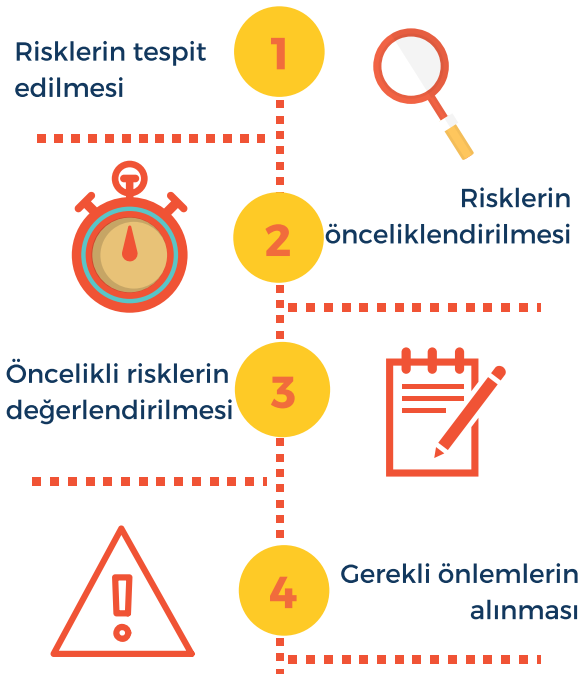 1
Risklerin tespit
edilmesi
2
Risklerin
önceliklendirilmesi
3
Öncelikli risklerin
değerlendirilmesi
4
Gerekli önlemlerin
alınması